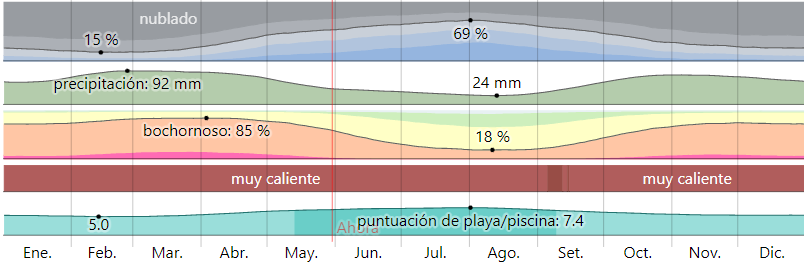 nublado
15 %
69 %
precipitación: 92 mm
24 mm
bochornoso: 85 %
18 %
muy caliente
muy caliente
5.0
puntuación de playa/piscina: 7.4
Ahora
Ene. Feb. Mar. Abr. May. Jun. Jul. Ago. Set. Oct. Nov. Dic.